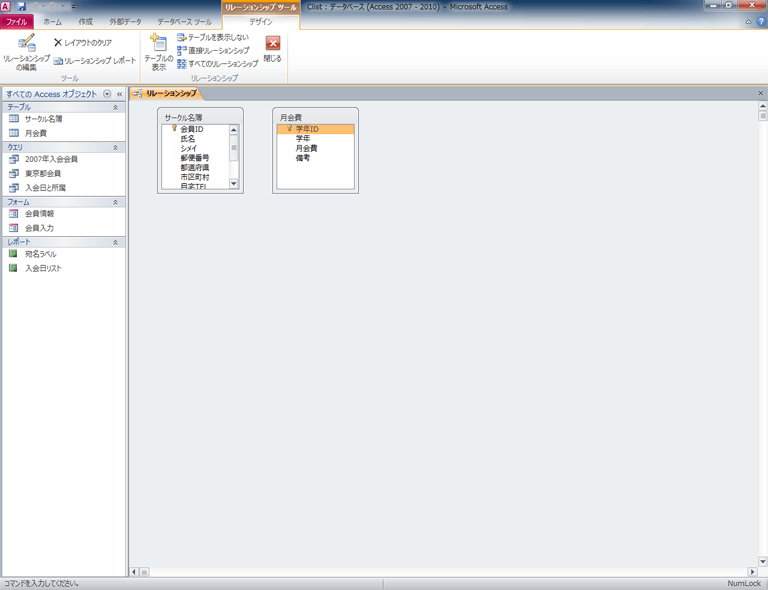 リレーションシップ ツール
Clist : データベース (Access 2007 - 2010) - Microsoft Access
ファイル ホーム 作成 外部データ データベース ツール デザイン
リレーションシップの編集
レイアウトのクリア
リレーションシップ レポート
ツール
テーブルの表示
テーブルを表示しない
直接リレーションシップ
すべてのリレーションシップ
閉じる
リレーションシップ
すべての Access オブジェクト
テーブル
サークル名簿
月会費
クエリ
2007年入会会員
東京都会員
入会日と所属
フォーム
会員情報
会員入力
レポート
宛名ラベル
入会日リスト
リレーションシップ
サークル名簿
会員ID
氏名
シメイ
郵便番号
都道府県
市区町村
自宅TEL
月会費
学年ID
学年
月会費
備考
コマンドを入力してください。
NumLock